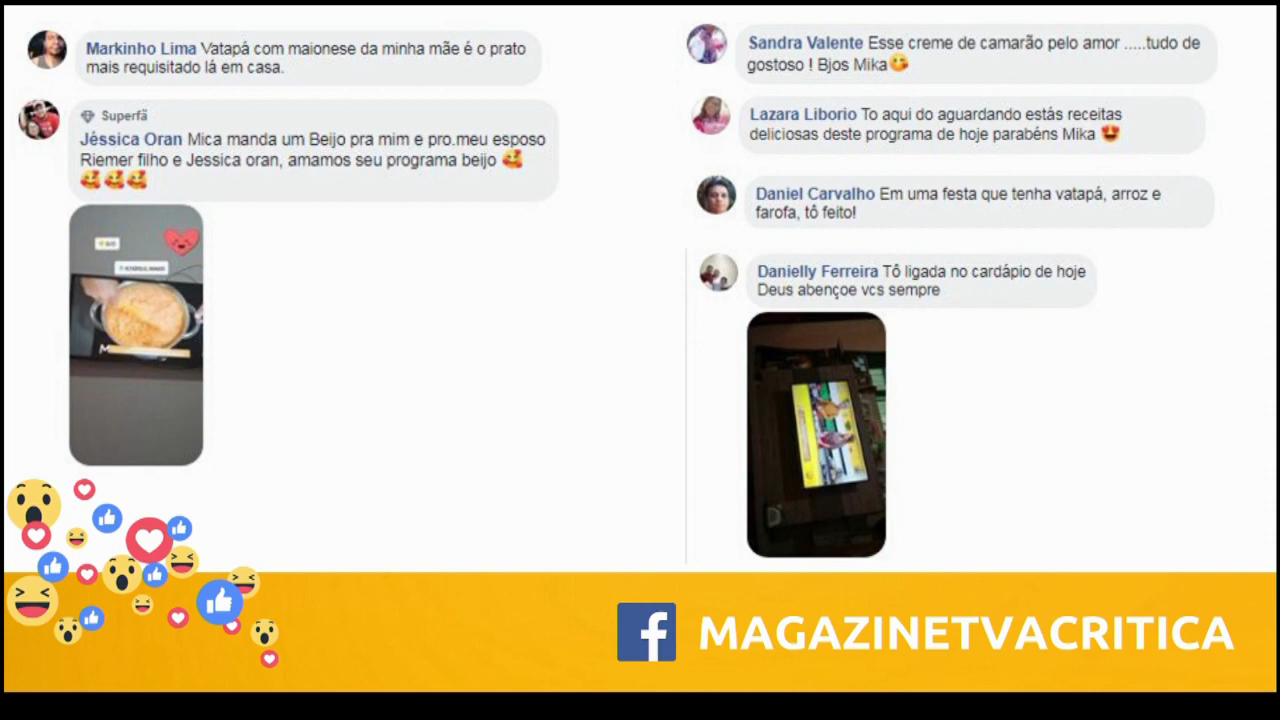 Markinho Lima Vatapá com maionese da minha mãe é o prato
mais requisitado lá em casa.
Superfã
Jéssica Oran Mica manda um Beijo pra mim e pro.meu esposo
Riemer filho e Jessica oran, amamos seu programa beijo 🥰
🥰🥰🥰
Sandra Valente Esse creme de camarão pelo amor .....tudo de
gostoso ! Bjos Mika😋
Lazara Liborio To aqui do aguardando estás receitas
deliciosas deste programa de hoje parabéns Mika 😍
Daniel Carvalho Em uma festa que tenha vatapá, arroz e
farofa, tô feito!
Danielly Ferreira Tô ligada no cardápio de hoje
Deus abençoe vcs sempre
MAGAZINETVACRITICA